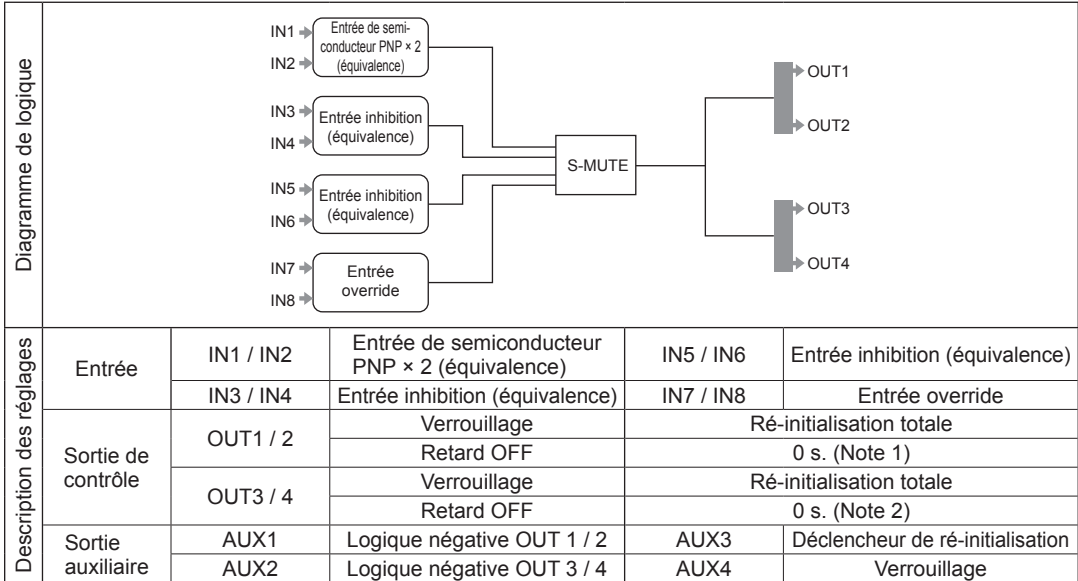 Diagramme de logique
IN1
IN2
Entrée de semi-
conducteur PNP × 2
(équivalence)
IN3
IN4
Entrée inhibition
(équivalence)
IN5
IN6
Entrée inhibition
(équivalence)
IN7
IN8
Entrée
override
S-MUTE
OUT1
OUT2
OUT3
OUT4
Description des réglages
Entrée
IN1 / IN2
Entrée de semiconducteur
PNP × 2 (équivalence)
IN5 / IN6
Entrée inhibition (équivalence)
IN3 / IN4
Entrée inhibition (équivalence)
IN7 / IN8
Entrée override
Sortie de
contrôle
OUT1 / 2
Verrouillage
Ré-initialisation totale
Retard OFF
0 s. (Note 1)
OUT3 / 4
Verrouillage
Ré-initialisation totale
Retard OFF
0 s. (Note 2)
Sortie
auxiliaire
AUX1
Logique négative OUT 1 / 2
AUX3
Déclencheur de ré-initialisation
AUX2
Logique négative OUT 3 / 4
AUX4
Verrouillage